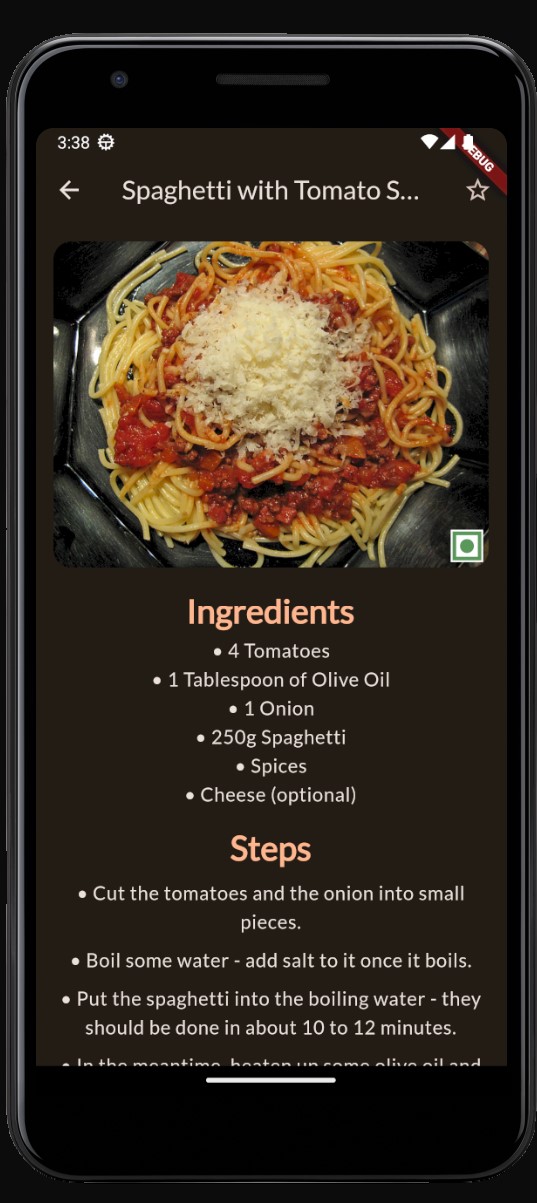 3:38
DEBUG
Spaghetti with Tomato S...
Ingredients
• 4 Tomatoes
• 1 Tablespoon of Olive Oil
• 1 Onion
• 250g Spaghetti
• Spices
• Cheese (optional)
Steps
• Cut the tomatoes and the onion into small
pieces.
• Boil some water - add salt to it once it boils.
• Put the spaghetti into the boiling water - they
should be done in about 10 to 12 minutes.
• In the meantime, heaten up some olive oil and